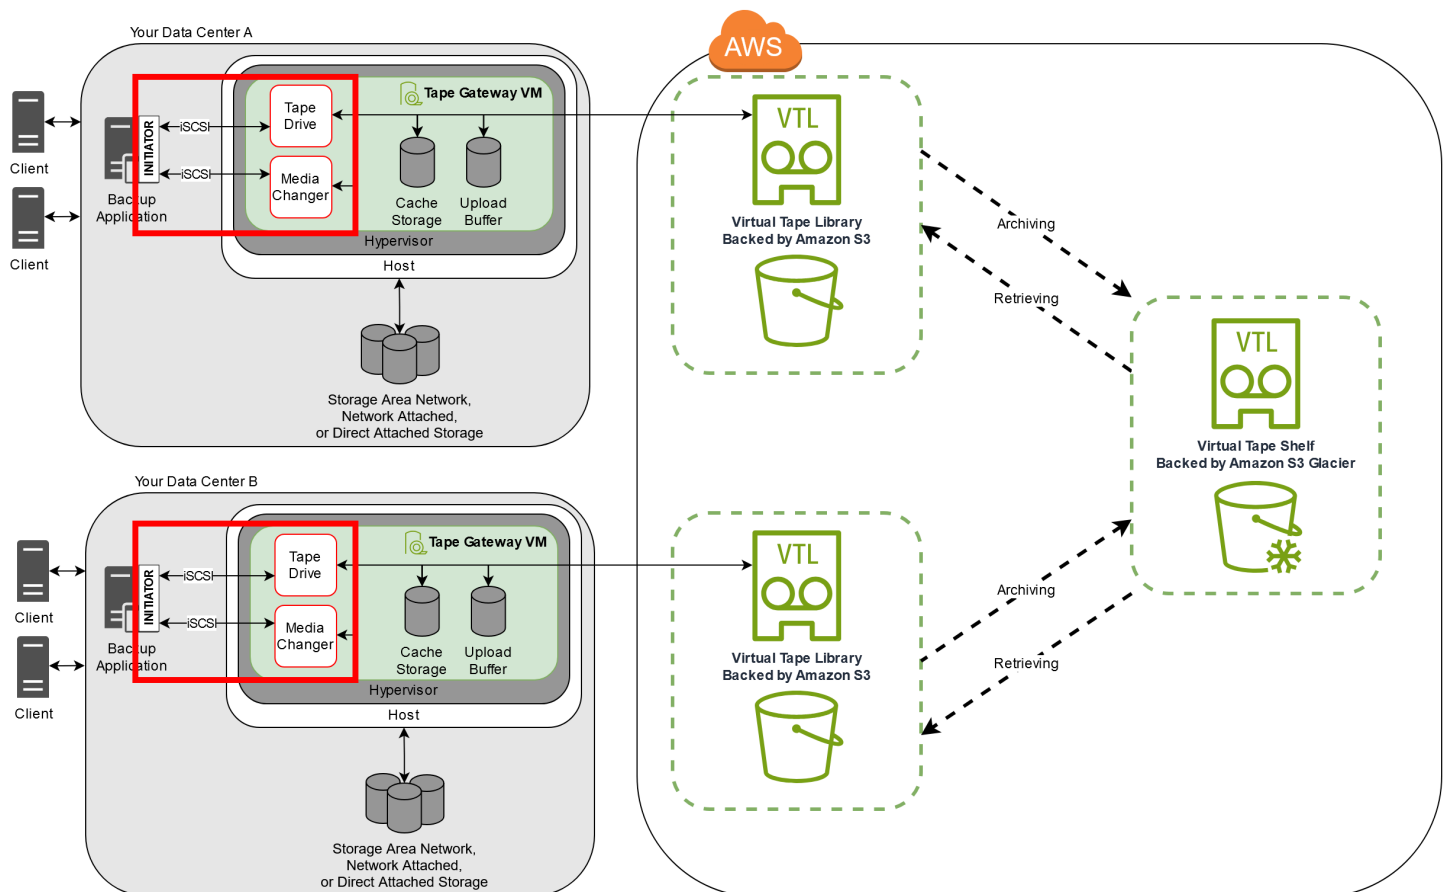 Your Data Center A
AWS
Tape Gateway VM
Tape
Drive
INITIATOR
iSCSI
iSCSI
Media
Changer
Client
Backup
Application
Cache
Storage
Upload
Buffer
Hypervisor
Host
Client
Storage Area Network,
Network Attached,
or Direct Attached Storage
VTL
Virtual Tape Library
Backed by Amazon S3
Archiving
Retrieving
VTL
Virtual Tape Shelf
Backed by Amazon S3 Glacier
Your Data Center B
Tape Gateway VM
Tape
Drive
INITIATOR
iSCSI
iSCSI
Media
Changer
Client
Backup
Application
Cache
Storage
Upload
Buffer
Hypervisor
Host
Client
Storage Area Network,
Network Attached,
or Direct Attached Storage
VTL
Virtual Tape Library
Backed by Amazon S3
Archiving
Retrieving